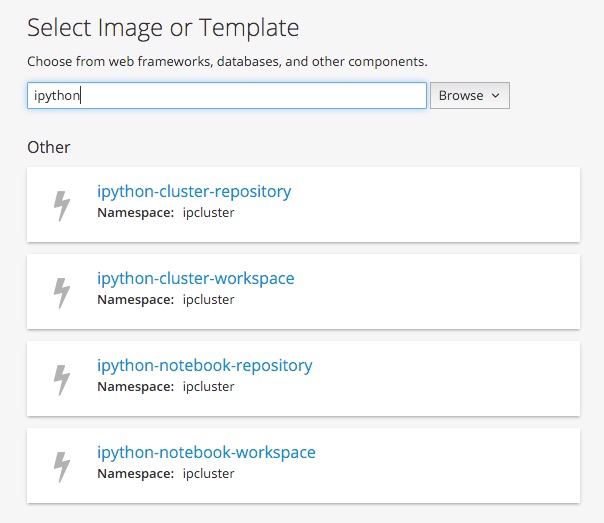 Select Image or Template
Choose from web frameworks, databases, and other components.
ipython
Browse
Other
ipython-cluster-repository
Namespace: ipcluster
ipython-cluster-workspace
Namespace: ipcluster
ipython-notebook-repository
Namespace: ipcluster
ipython-notebook-workspace
Namespace: ipcluster